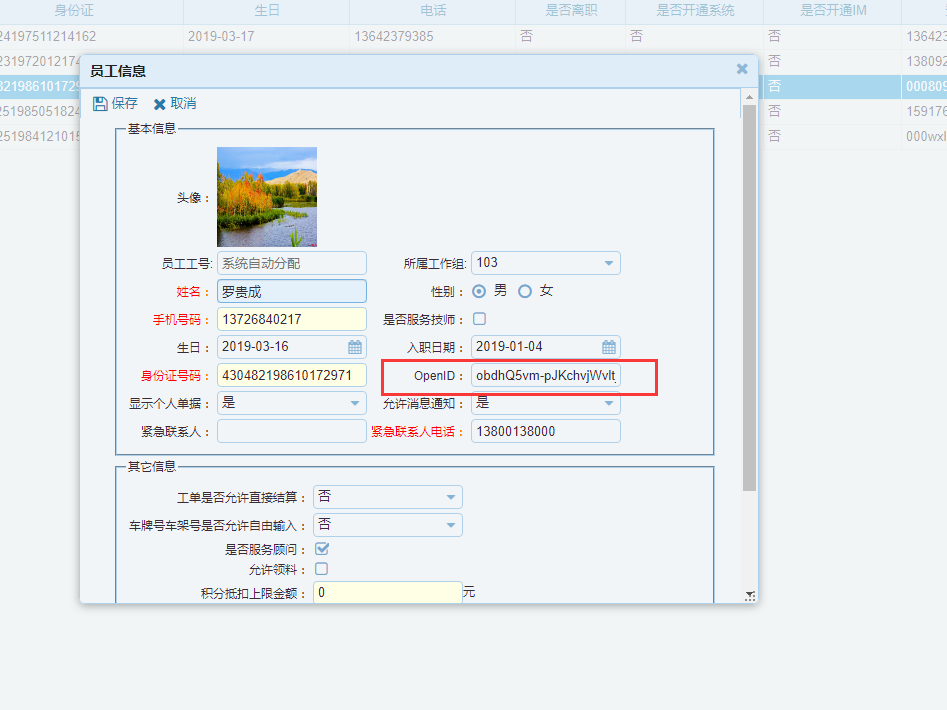 身份证 生日 电话 是否离职 是否开通系统 是否开通IM
24197511214162 2019-03-17 13642379385 否 否 否 13642
23197201217 否 13809
82198610172 否 000809
251985051824 否 15917
251984121015 否 000wx
员工信息
保存 取消
基本信息
头像：
员工工号: 系统自动分配 所属工作组: 103
姓名： 罗贵成 性别： 男 女
手机号码： 13726840217 是否服务技师：
生日： 2019-03-16 入职日期： 2019-01-04
身份证号码： 430482198610172971 OpenID： obdhQ5vm-pJKchvjWvIt
显示个人单据： 是 允许消息通知： 是
紧急联系人： 紧急联系人电话： 13800138000
其它信息
工单是否允许直接结算： 否
车牌号车架号是否允许自由输入： 否
是否服务顾问：
允许领料：
积分抵扣上限金额： 0 元